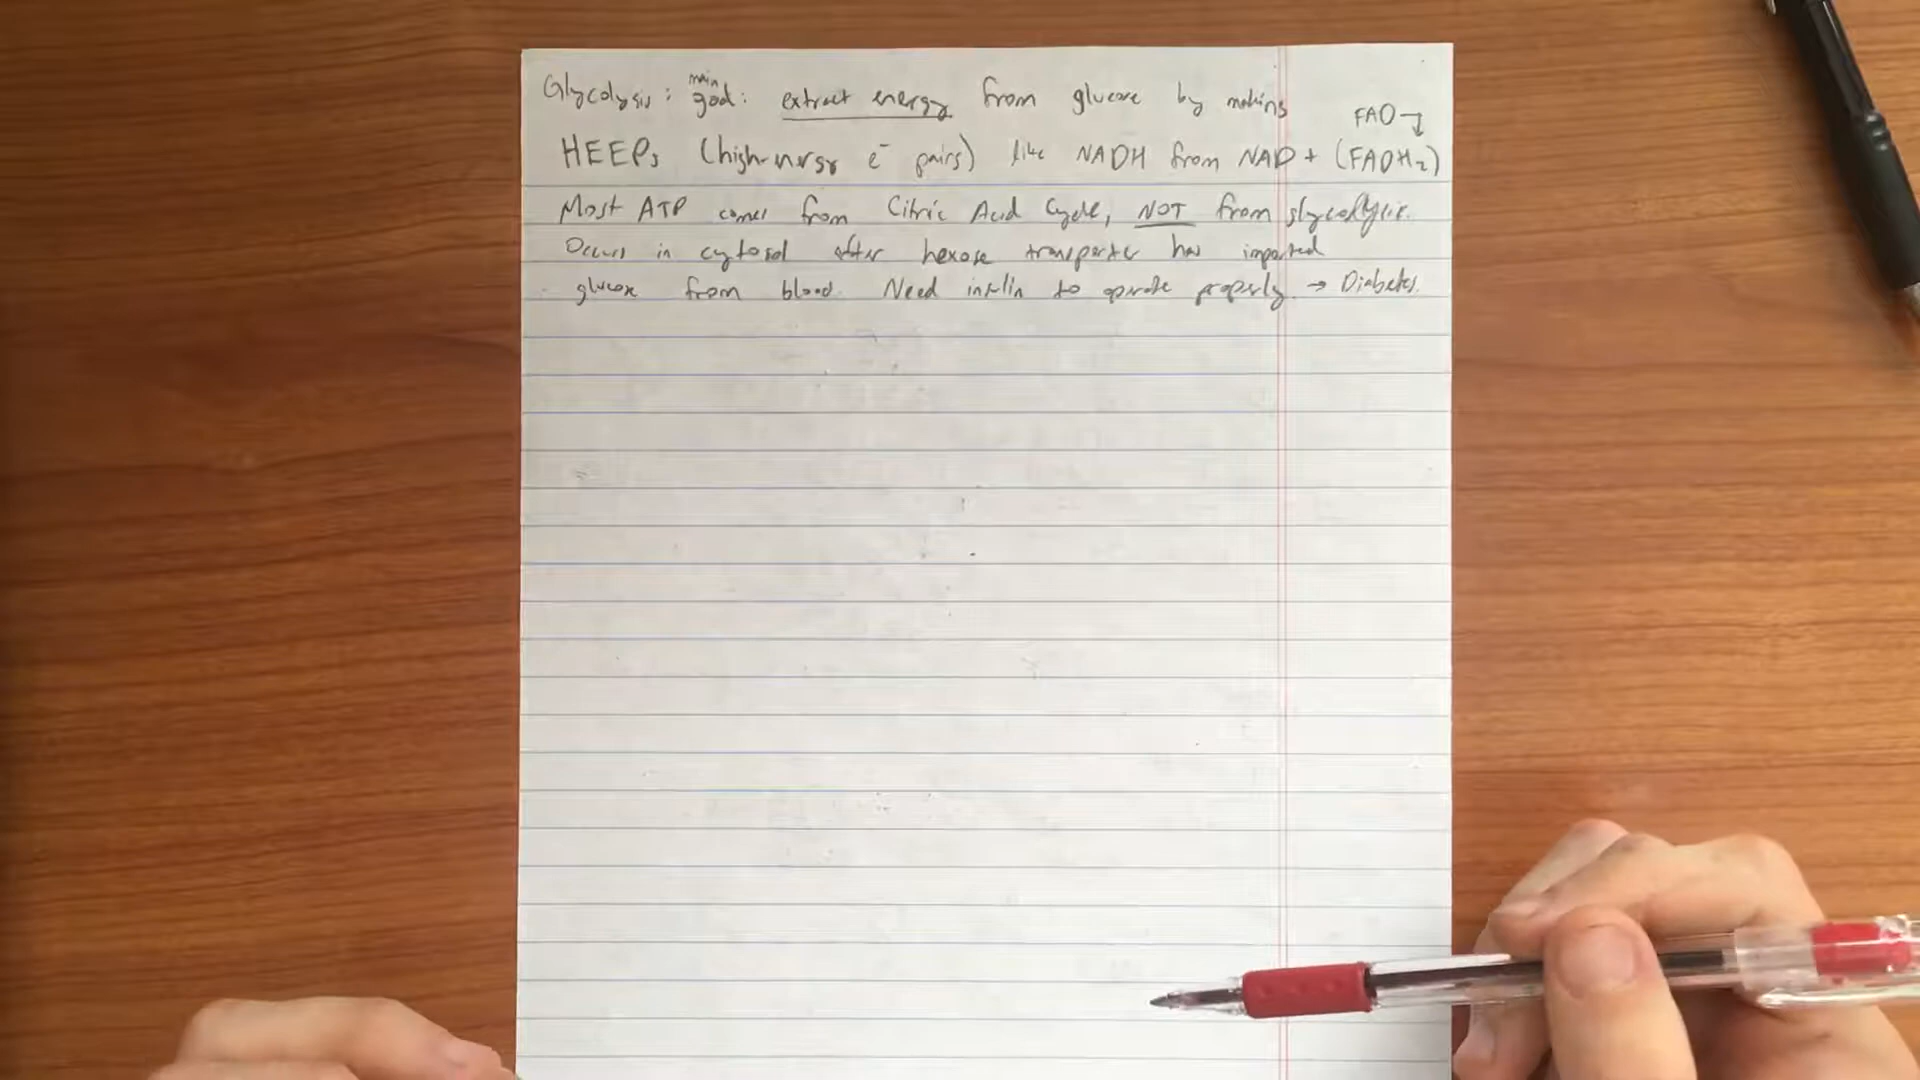 Glycolysis: main goal: extract energy from glucose by making
FAD
HEEPs (high-nergy e⁻ pairs) like NADH from NAD+ (FADH₂)
Most ATP comes from Citric Acid Cycle, NOT from glycolysis.
Occurs in cytosol after hexose transporter has imported
glucose from blood. Need insulin to operate properly. → Diabetes.